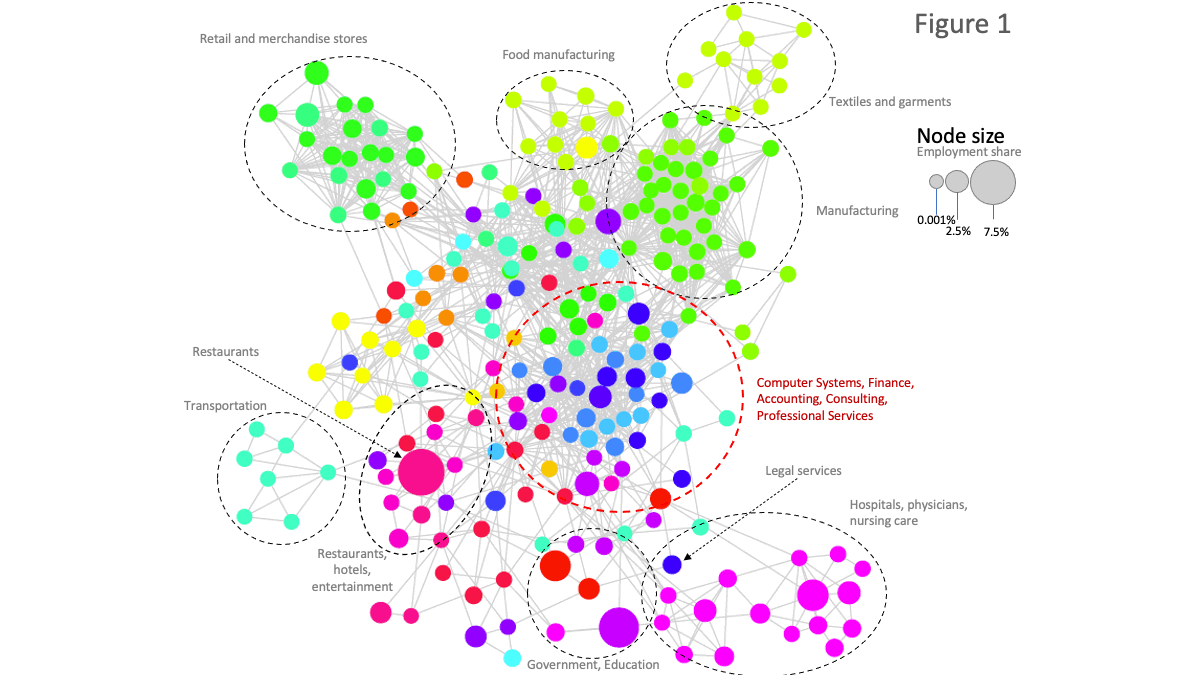 Figure 1
Retail and merchandise stores
Food manufacturing
Textiles and garments
Node size
Employment share
0.001%
2.5%
7.5%
Manufacturing
Restaurants
Transportation
Computer Systems, Finance,
Accounting, Consulting,
Professional Services
Legal services
Hospitals, physicians,
nursing care
Restaurants,
hotels,
entertainment
Government, Education